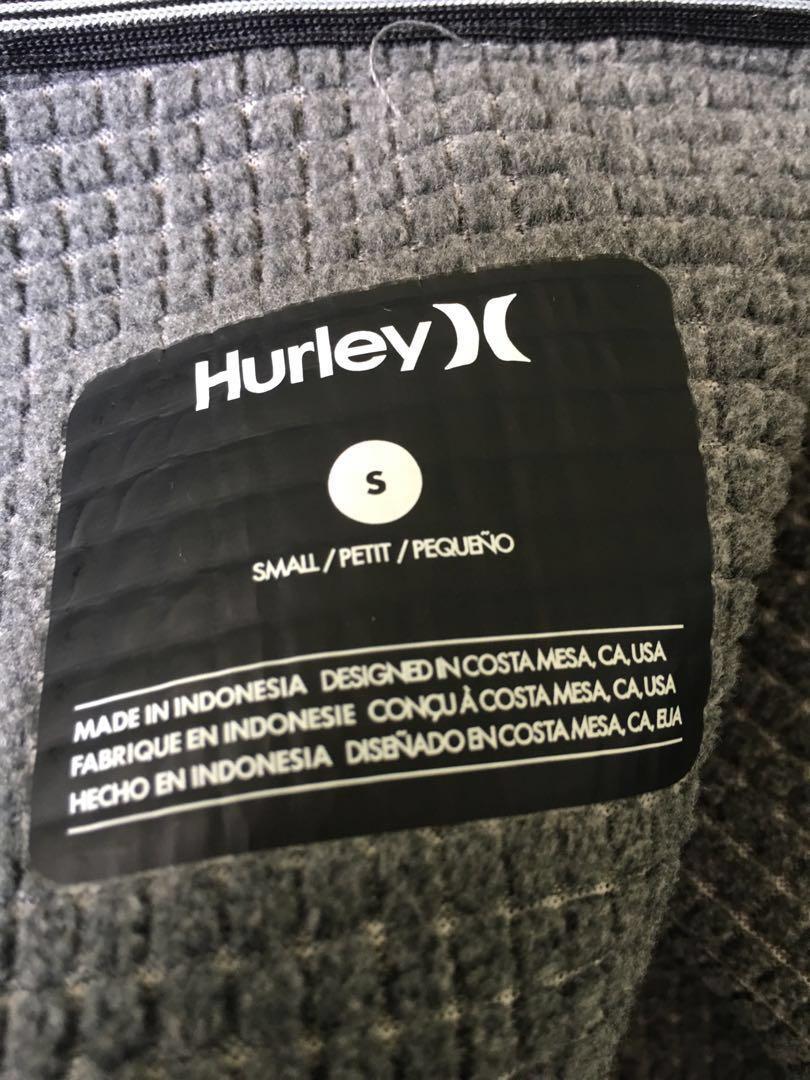 Hurley
S
SMALL / PETIT / PEQUEÑO
MADE IN INDONESIA DESIGNED IN COSTA MESA, CA, USA
FABRIQUE EN INDONESIE CONÇU À COSTA MESA, CA, USA
HECHO EN INDONESIA DISEÑADO EN COSTA MESA, CA, EUA